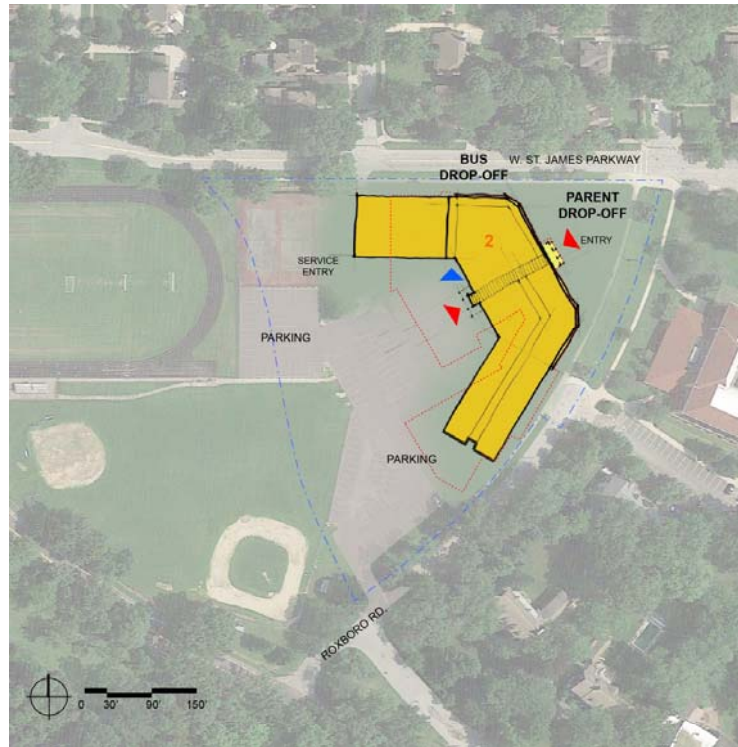 BUS
DROP-OFF
W. ST. JAMES PARKWAY
PARENT
DROP-OFF
ENTRY
2
SERVICE
ENTRY
PARKING
PARKING
ROXBORO RD.
0 30' 90' 150'